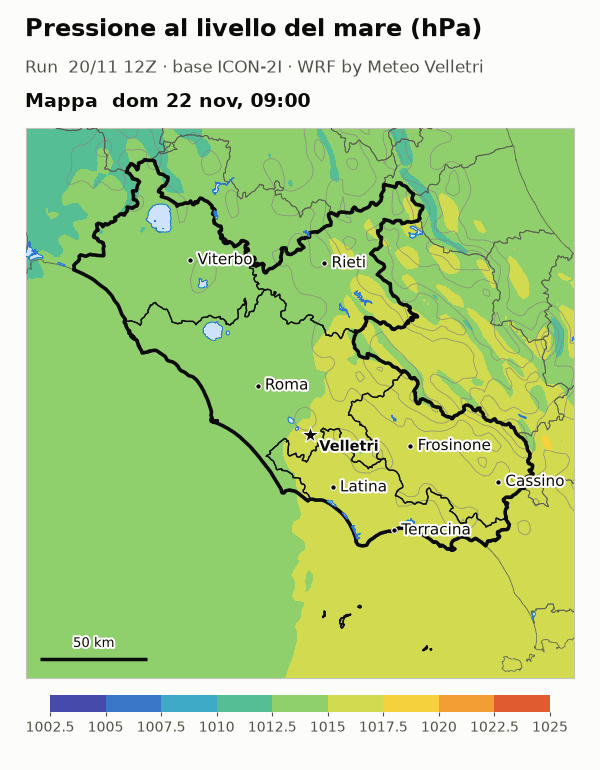 Pressione al livello del mare (hPa)
Run  20/11 12Z · base ICON-2I · WRF by Meteo Velletri
Mappa  dom 22 nov, 09:00
Viterbo
Rieti
Roma
Velletri
Frosinone
Latina
Cassino
Terracina
50 km
1002.5 1005 1007.5 1010 1012.5 1015 1017.5 1020 1022.5 1025